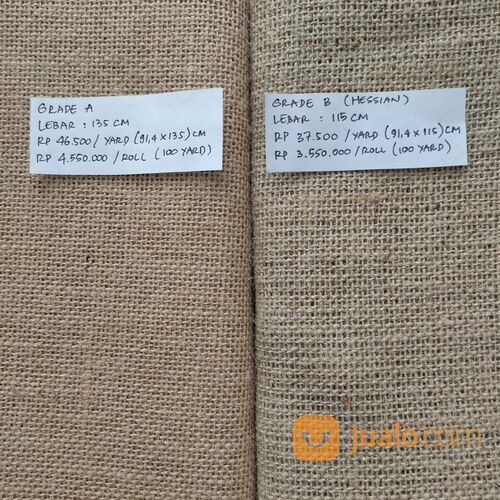 GRADE A
LEBAR : 135 CM
RP 46.500 / YARD (91,4 x 135) CM
RP 4.550.000 / ROLL (100 YARD)
GRADE B (HESSIAN)
LEBAR : 115 CM
RP 37.500 / YARD (91,4 x 115) CM
RP 3.550.000 / ROLL (100 YARD)
jualo.com